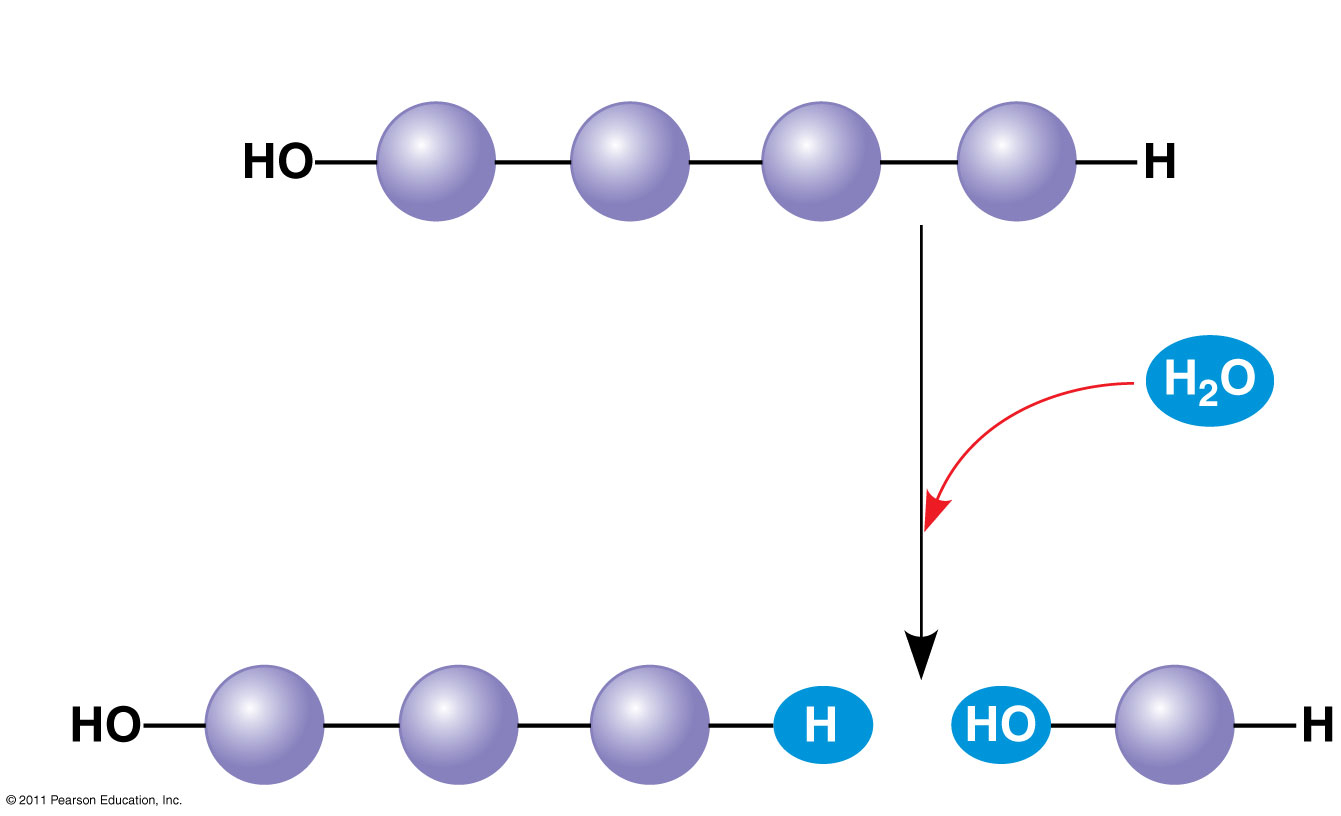 HO H
H₂O
HO H HO H
© 2011 Pearson Education, Inc.